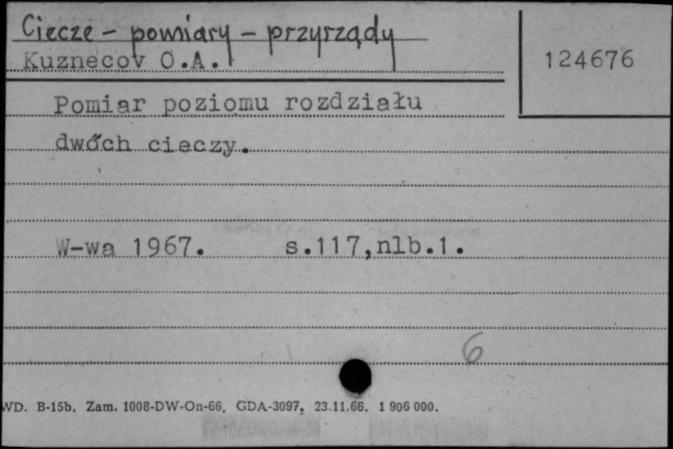 Ciecze - pomiary - przyrządy
Kuznecov O.A.
124676
Pomiar poziomu rozdziału
dwóch cieczy.
W-wa 1967. s.117,nlb.1.
6
WD. B-15b. Zam. 1008-DW-On-66. GDA-3097, 23.11.66. 1 906 000.